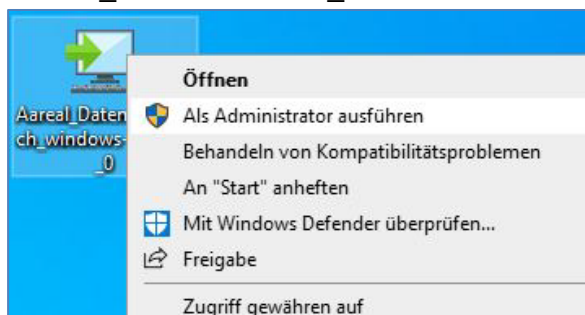 Öffnen
Aareal_Daten
Als Administrator ausführen
ch_windows-
Behandeln von Kompatibilitätsproblemen
_0
An "Start" anheften
Mit Windows Defender überprüfen...
Freigabe
Zugriff gewähren auf